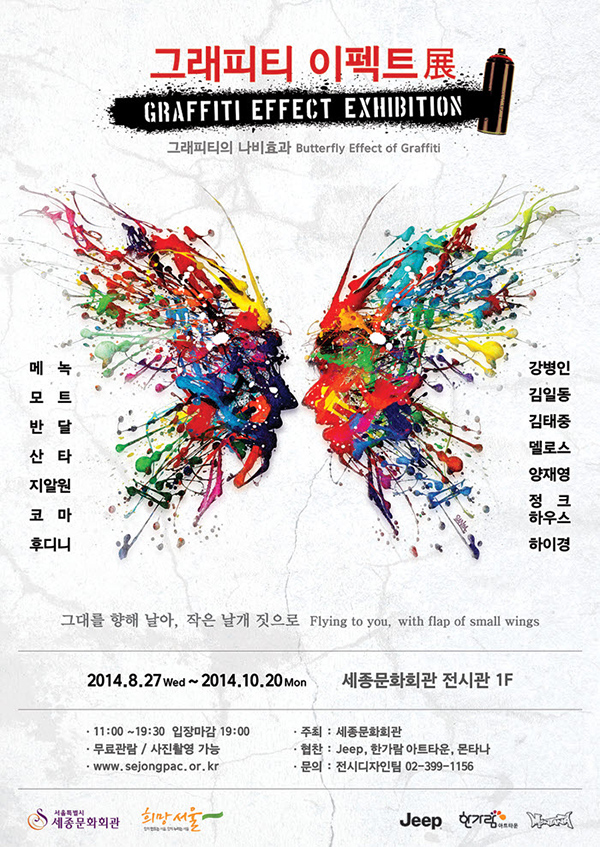 그래피티 이펙트展
GRAFFITI EFFECT EXHIBITION
그래피티의 나비효과 Butterfly Effect of Graffiti
메 녹
모 트
반 달
산 타
지알원
코 마
후디니
강병인
김일동
김태중
멜로스
양재영
정 크
하우스
하이경
그대를 향해 날아, 작은 날개 짓으로 Flying to you, with flap of small wings
2014.8.27 Wed ~ 2014.10.20 Mon 세종문화회관 전시관 1F
· 11:00 ~19:30 입장마감 19:00
· 무료관람 / 사진촬영 가능
· www.sejongpac.or.kr
· 주최 : 세종문화회관
· 협찬 : Jeep, 한가람 아트타운, 몬타나
· 문의 : 전시디자인팀 02-399-1156
서울특별시
세종문화회관
희망서울
Jeep
한가람 아트타운
MONTANA